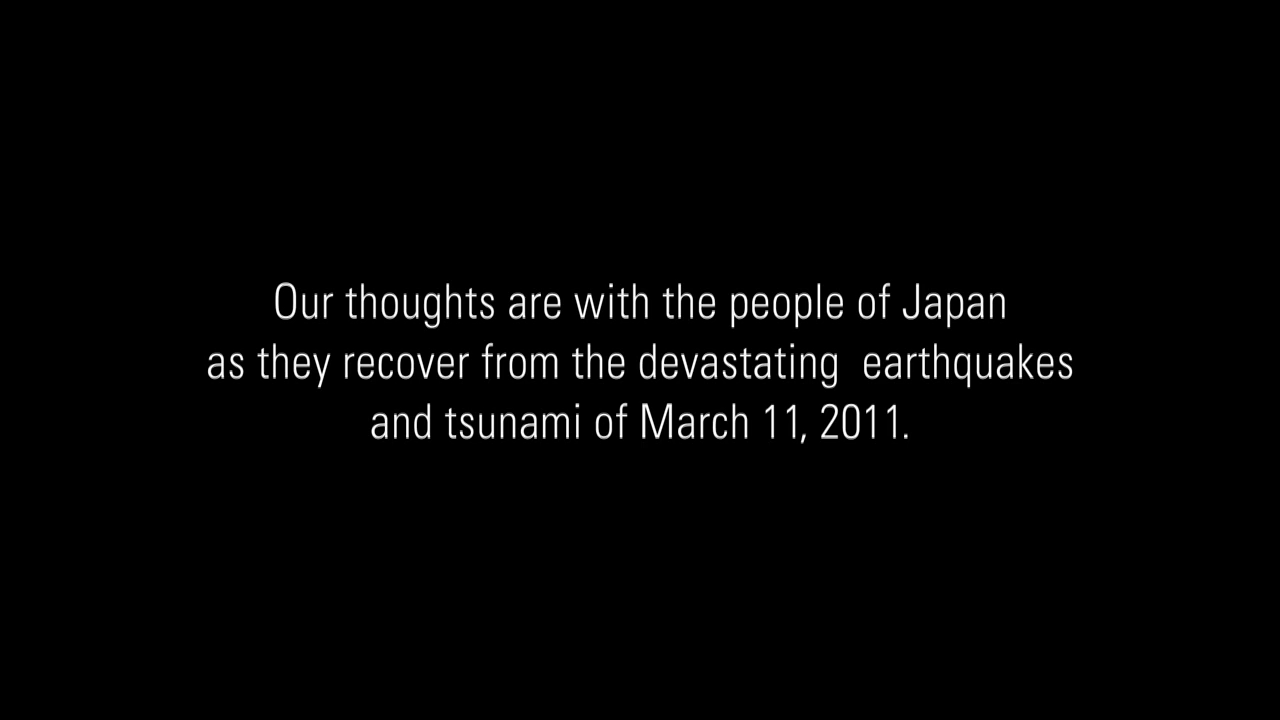 Our thoughts are with the people of Japan
as they recover from the devastating  earthquakes
and tsunami of March 11, 2011.